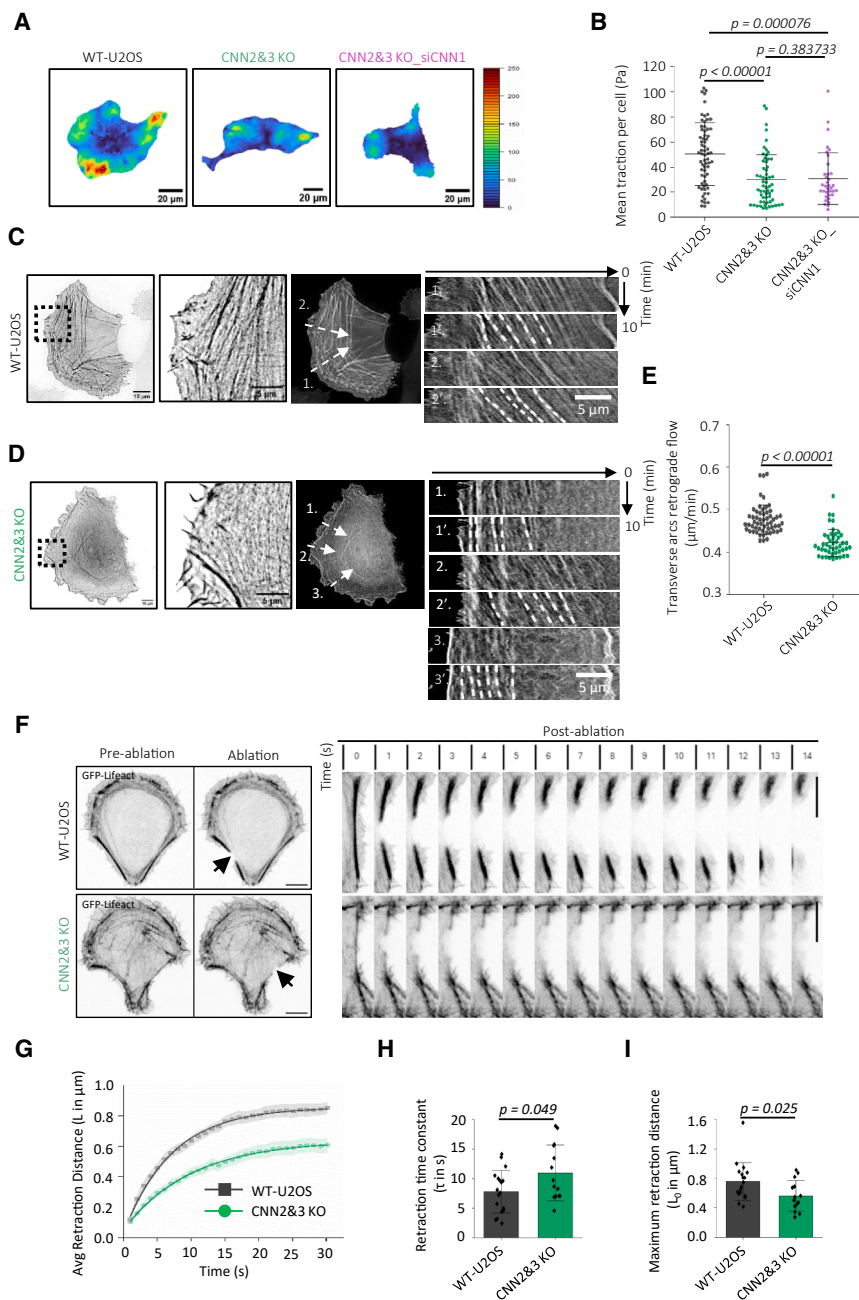 A
WT-U2OS
CNN2&3 KO
CNN2&3 KO_siCNN1
250
200
150
100
50
0
20 µm
20 µm
20 µm
B
p = 0.000076
p = 0.383733
p < 0.00001
Mean traction per cell (Pa)
120
100
80
60
40
20
0
WT-U2OS
CNN2&3 KO
CNN2&3 KO_
siCNN1
C
WT-U2OS
10 µm
5 µm
2.
1.
0
10
Time (min)
1.
1'.
2.
2'.
5 µm
D
CNN2&3 KO
10 µm
5 µm
1.
2.
3.
0
10
Time (min)
1.
1'.
2.
2'.
3.
3'.
5 µm
E
p < 0.00001
Transverse arcs retrograde flow
(µm/min)
0.7
0.6
0.5
0.4
0.3
WT-U2OS
CNN2&3 KO
F
Pre-ablation
Ablation
Post-ablation
Time (s)
0 1 2 3 4 5 6 7 8 9 10 11 12 13 14
GFP-Lifeact
WT-U2OS
GFP-Lifeact
CNN2&3 KO
G
Avg Retraction Distance (L in µm)
1.0
0.8
0.6
0.4
0.2
0
WT-U2OS
CNN2&3 KO
0 5 10 15 20 25 30
Time (s)
H
p = 0.049
Retraction time constant
(τ in s)
20
15
10
5
0
WT-U2OS
CNN2&3 KO
I
p = 0.025
Maximum retraction distance
(L₀ in µm)
1.6
1.2
0.8
0.4
0
WT-U2OS
CNN2&3 KO